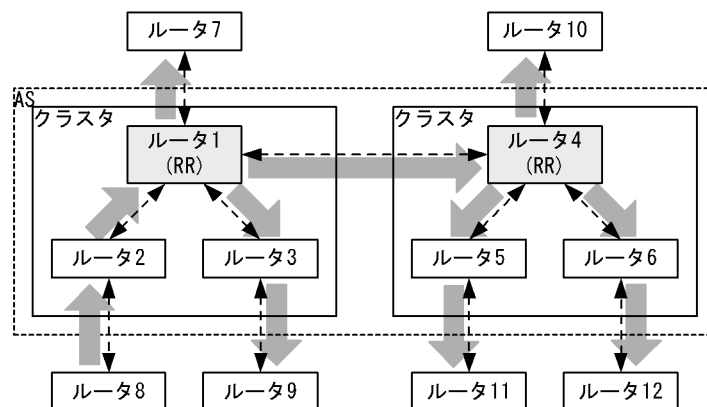 ルータ7
ルータ10
AS
クラスタ
クラスタ
ルータ1
(RR)
ルータ4
(RR)
ルータ2
ルータ3
ルータ5
ルータ6
ルータ8
ルータ9
ルータ11
ルータ12